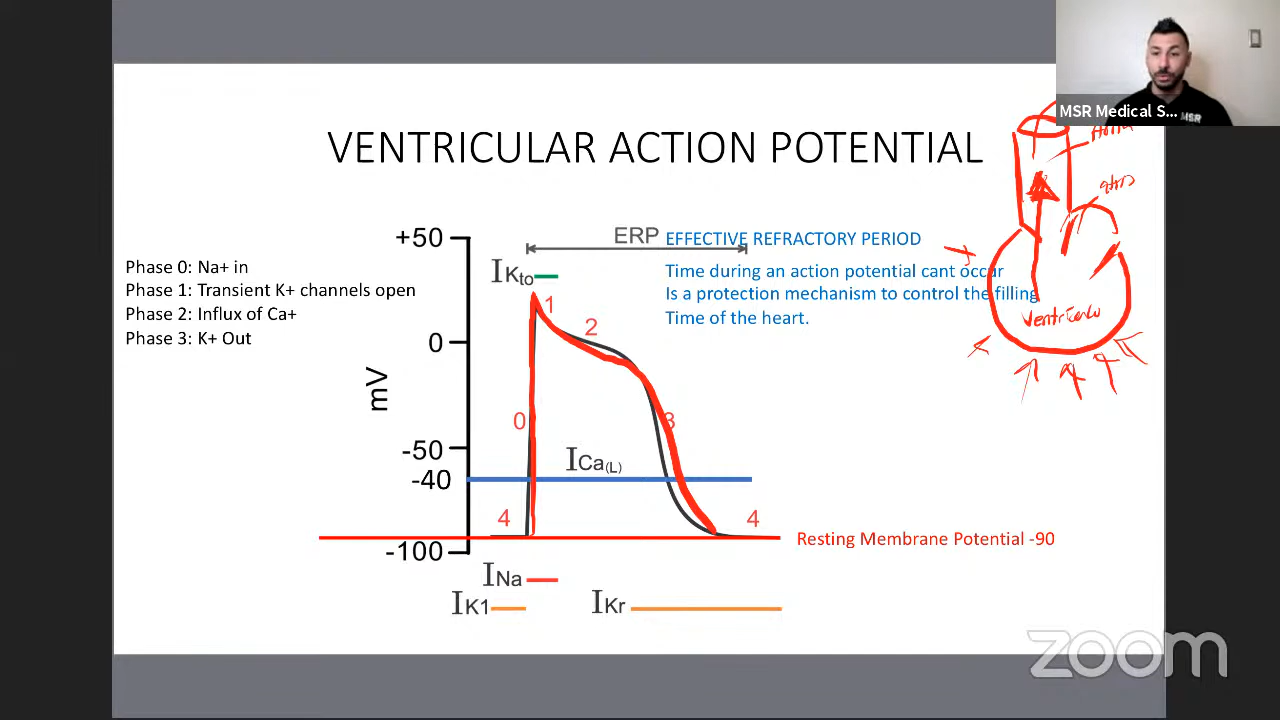 MSR Medical S...
MSR
VENTRICULAR ACTION POTENTIAL
Phase 0: Na+ in
Phase 1: Transient K+ channels open
Phase 2: Influx of Ca+
Phase 3: K+ Out
+50
0
-50
-40
-100
mV
ERP
EFFECTIVE REFRACTORY PERIOD
Time during an action potential cant occur
Is a protection mechanism to control the filling
Time of the heart.
IKto
1
2
0
3
ICa(L)
4
4
Resting Membrane Potential -90
INa
IK1
IKr
zoom